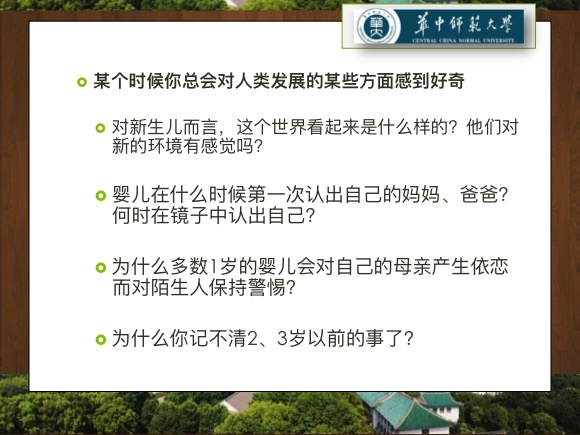 華中師範大學
CENTRAL CHINA NORMAL UNIVERSITY
某个时候你总会对人类发展的某些方面感到好奇
对新生儿而言，这个世界看起来是什么样的？他们对
新的环境有感觉吗？
婴儿在什么时候第一次认出自己的妈妈、爸爸？
何时在镜子中认出自己？
为什么多数1岁的婴儿会对自己的母亲产生依恋
而对陌生人保持警惕？
为什么你记不清2、3岁以前的事了？